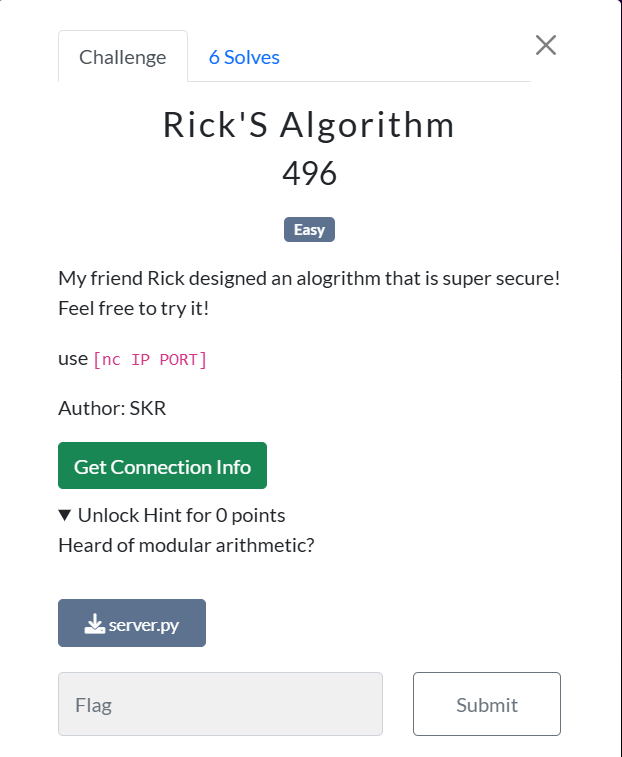 Challenge
6 Solves
Rick'S Algorithm
496
Easy
My friend Rick designed an alogrithm that is super secure!
Feel free to try it!
use [nc IP PORT]
Author: SKR
Get Connection Info
▼ Unlock Hint for 0 points
Heard of modular arithmetic?
server.py
Flag
Submit